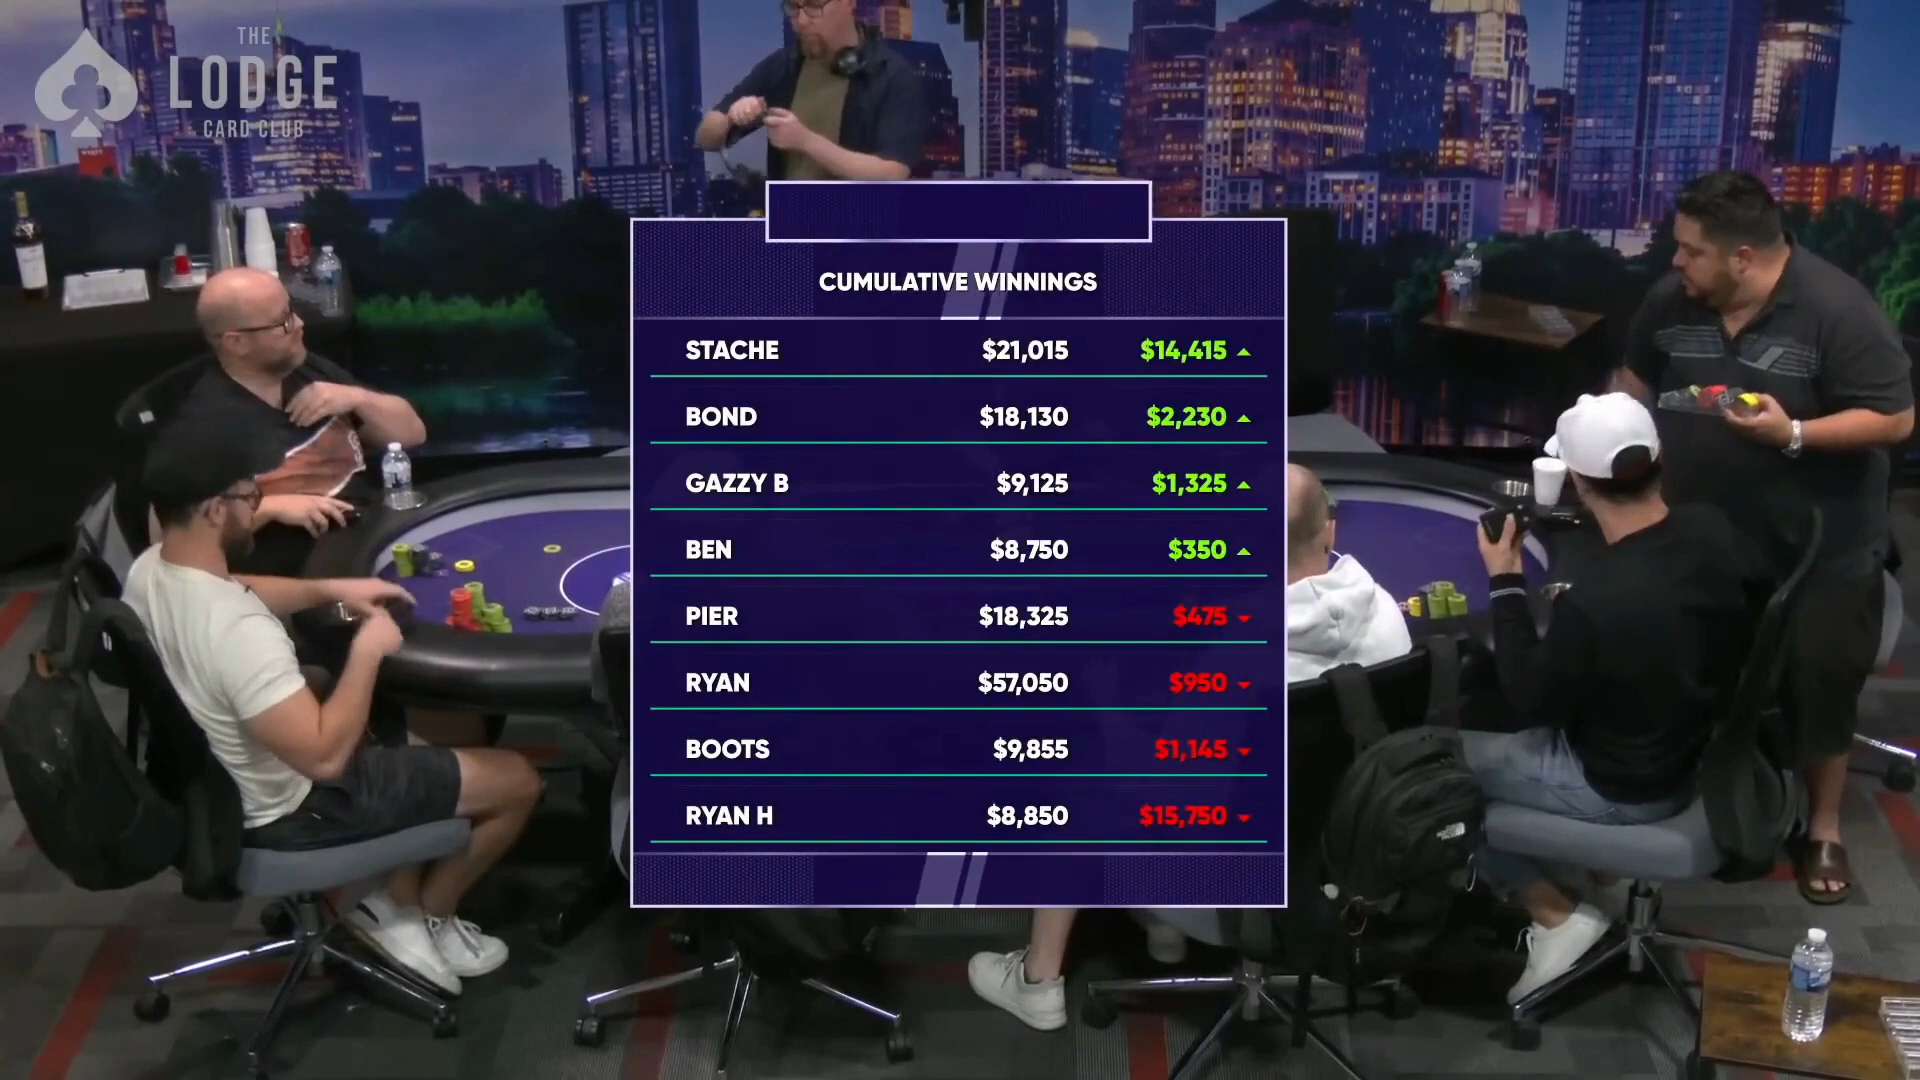 THE
LODGE
CARD CLUB
CUMULATIVE WINNINGS
STACHE $21,015 $14,415
BOND $18,130 $2,230
GAZZY B $9,125 $1,325
BEN $8,750 $350
PIER $18,325 $475
RYAN $57,050 $950
BOOTS $9,855 $1,145
RYAN H $8,850 $15,750